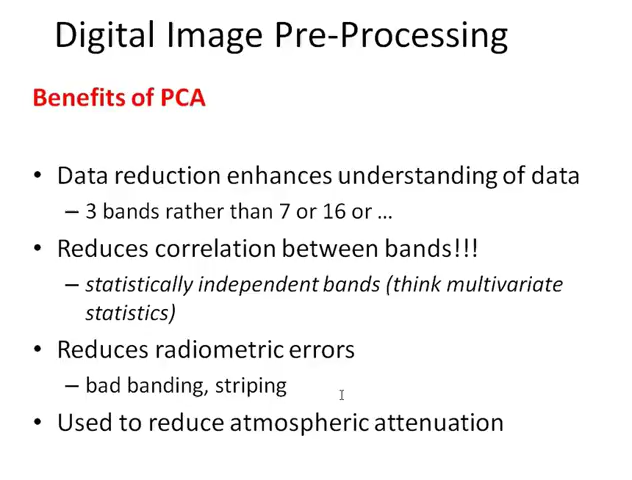 Digital Image Pre-Processing
Benefits of PCA
• Data reduction enhances understanding of data
– 3 bands rather than 7 or 16 or ...
• Reduces correlation between bands!!!
– statistically independent bands (think multivariate
statistics)
• Reduces radiometric errors
– bad banding, striping
• Used to reduce atmospheric attenuation